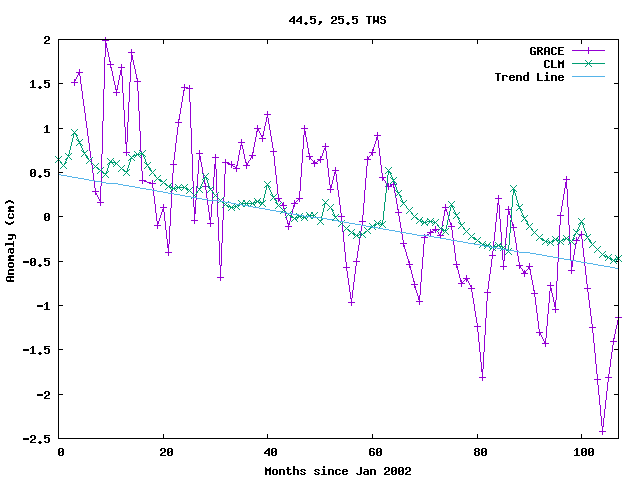 44.5, 25.5 TWS
GRACE
CLM
Trend Line
2
1.5
1
0.5
0
-0.5
-1
-1.5
-2
-2.5
Anomaly (cm)
0 20 40 60 80 100
Months since Jan 2002